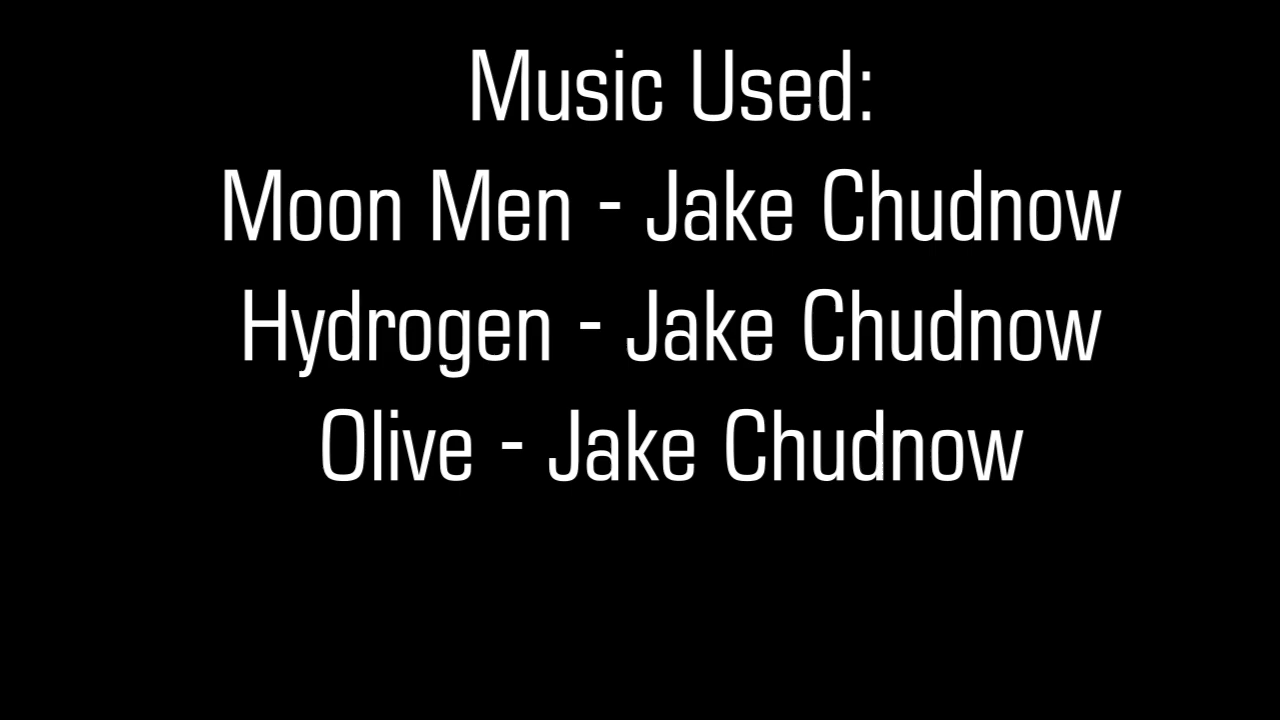 Music Used:
Moon Men - Jake Chudnow
Hydrogen - Jake Chudnow
Olive - Jake Chudnow